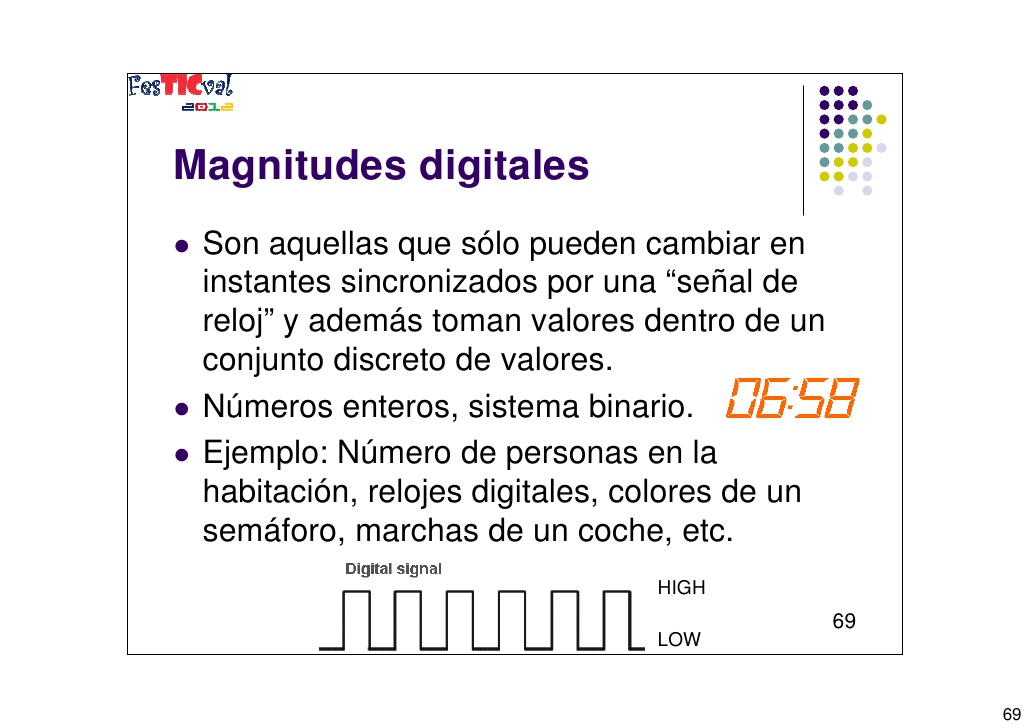 FesTICval
2012
Magnitudes digitales
● Son aquellas que sólo pueden cambiar en
instantes sincronizados por una “señal de
reloj” y además toman valores dentro de un
conjunto discreto de valores.
● Números enteros, sistema binario.
06:58
● Ejemplo: Número de personas en la
habitación, relojes digitales, colores de un
semáforo, marchas de un coche, etc.
Digital signal
HIGH
LOW
69
69